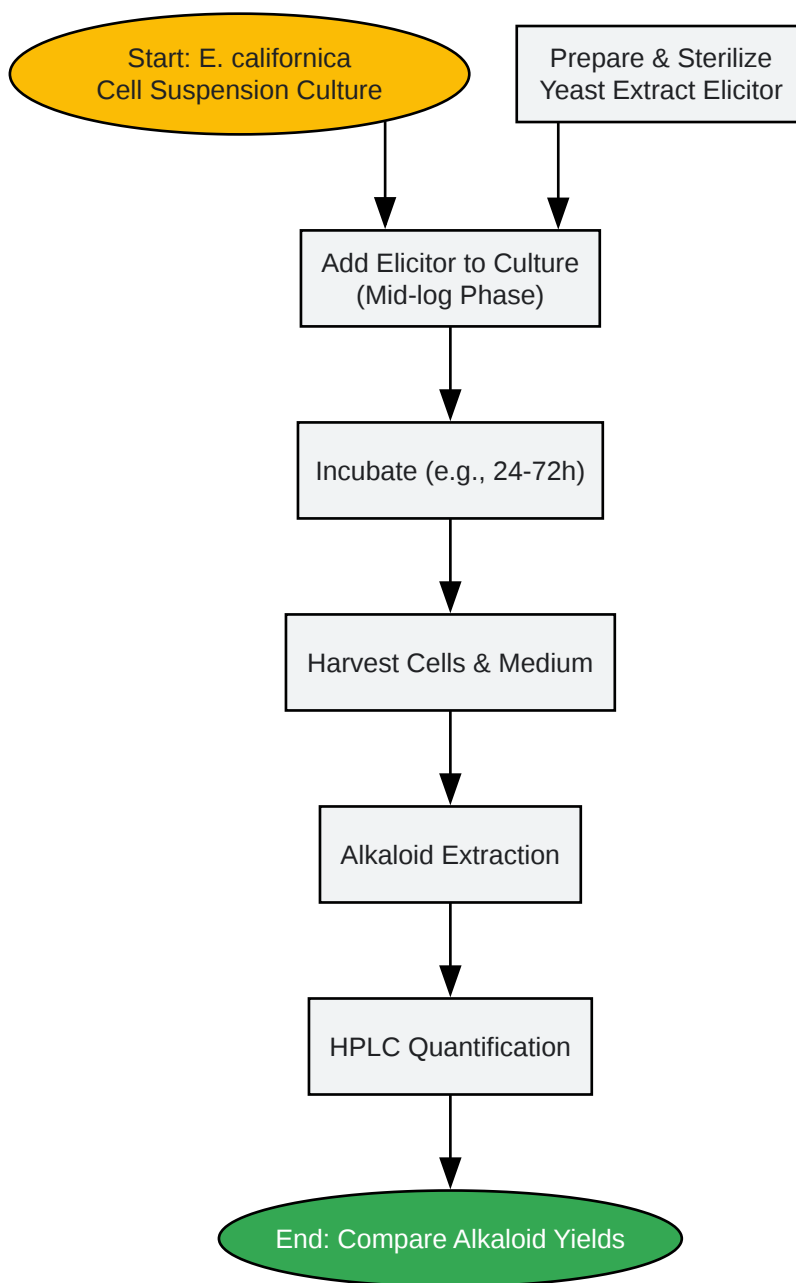 Start: E. californica
Cell Suspension Culture
Prepare & Sterilize
Yeast Extract Elicitor
Add Elicitor to Culture
(Mid-log Phase)
Incubate (e.g., 24-72h)
Harvest Cells & Medium
Alkaloid Extraction
HPLC Quantification
End: Compare Alkaloid Yields